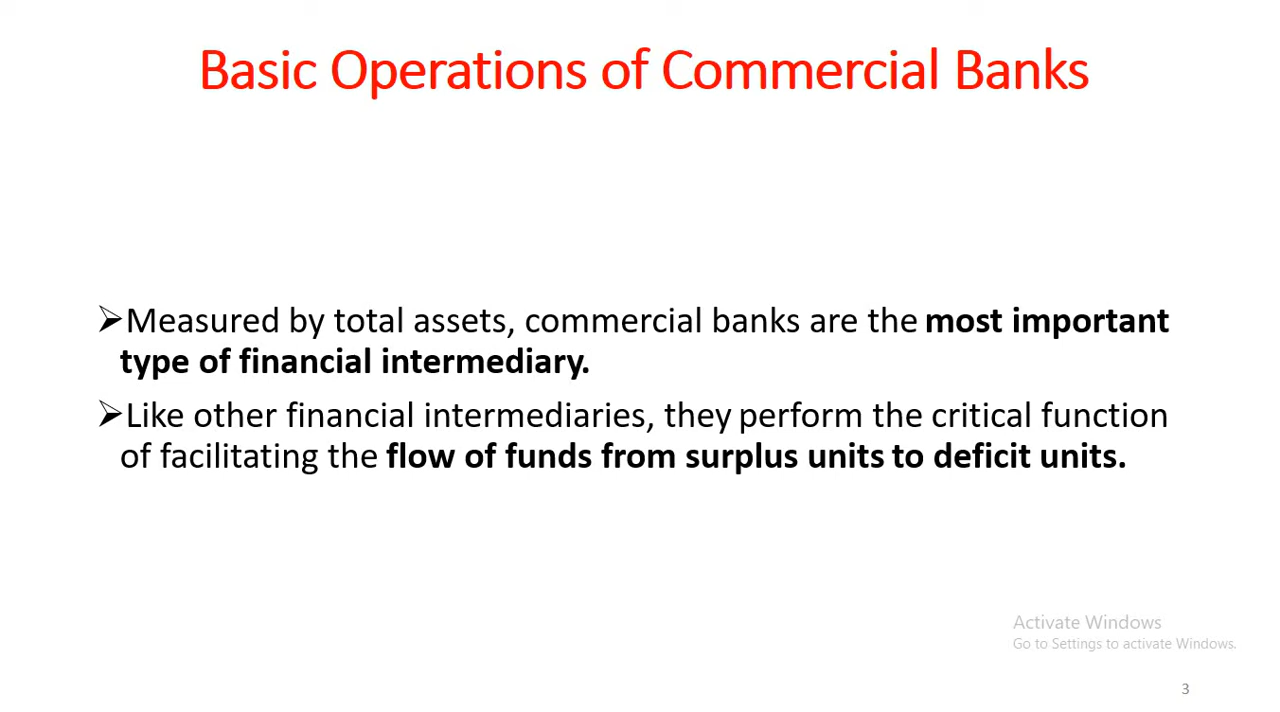 Basic Operations of Commercial Banks
➢Measured by total assets, commercial banks are the most important
type of financial intermediary.
➢Like other financial intermediaries, they perform the critical function
of facilitating the flow of funds from surplus units to deficit units.
Activate Windows
Go to Settings to activate Windows.
3